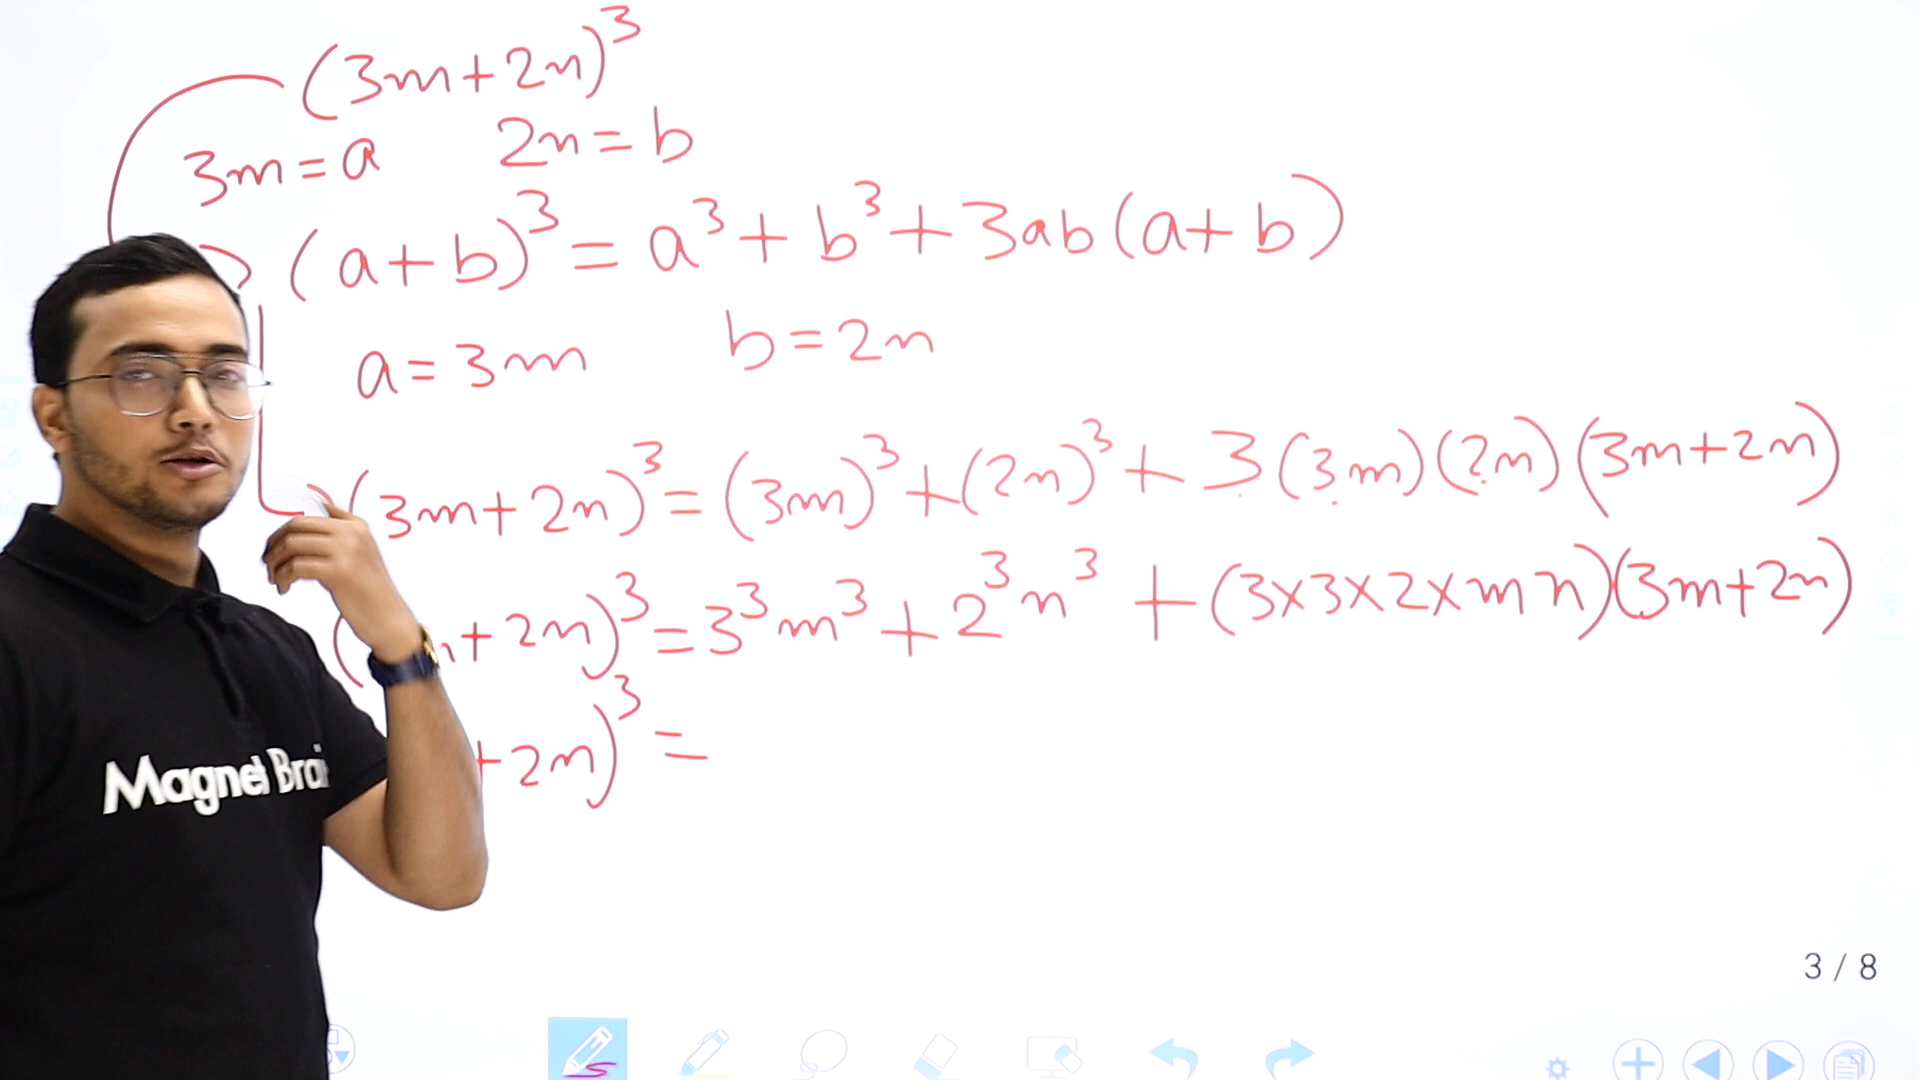 (3m+2n)³
3m=a 2n=b
(a+b)³=a³+b³+3ab(a+b)
a=3m b=2n
(3m+2n)³=(3m)³+(2n)³+3(3m)(2n)(3m+2n)
+2n)³=3³m³+2³n³+(3×3×2×mn)(3m+2n)
+2n)³=
Magnet Brai
3 / 8